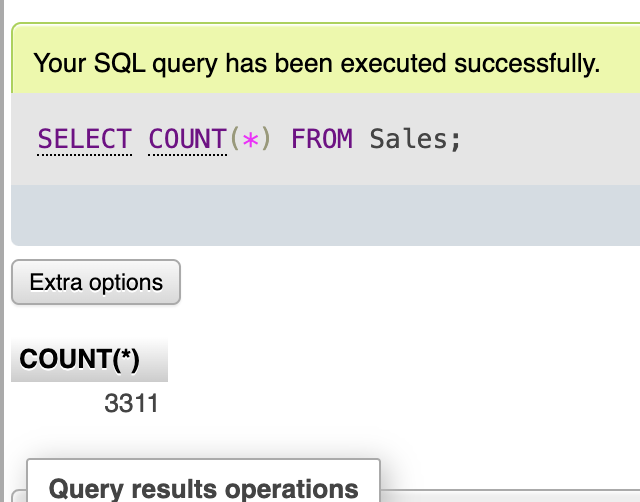 Your SQL query has been executed successfully.
SELECT COUNT(*) FROM Sales;
Extra options
COUNT(*)
3311
Query results operations